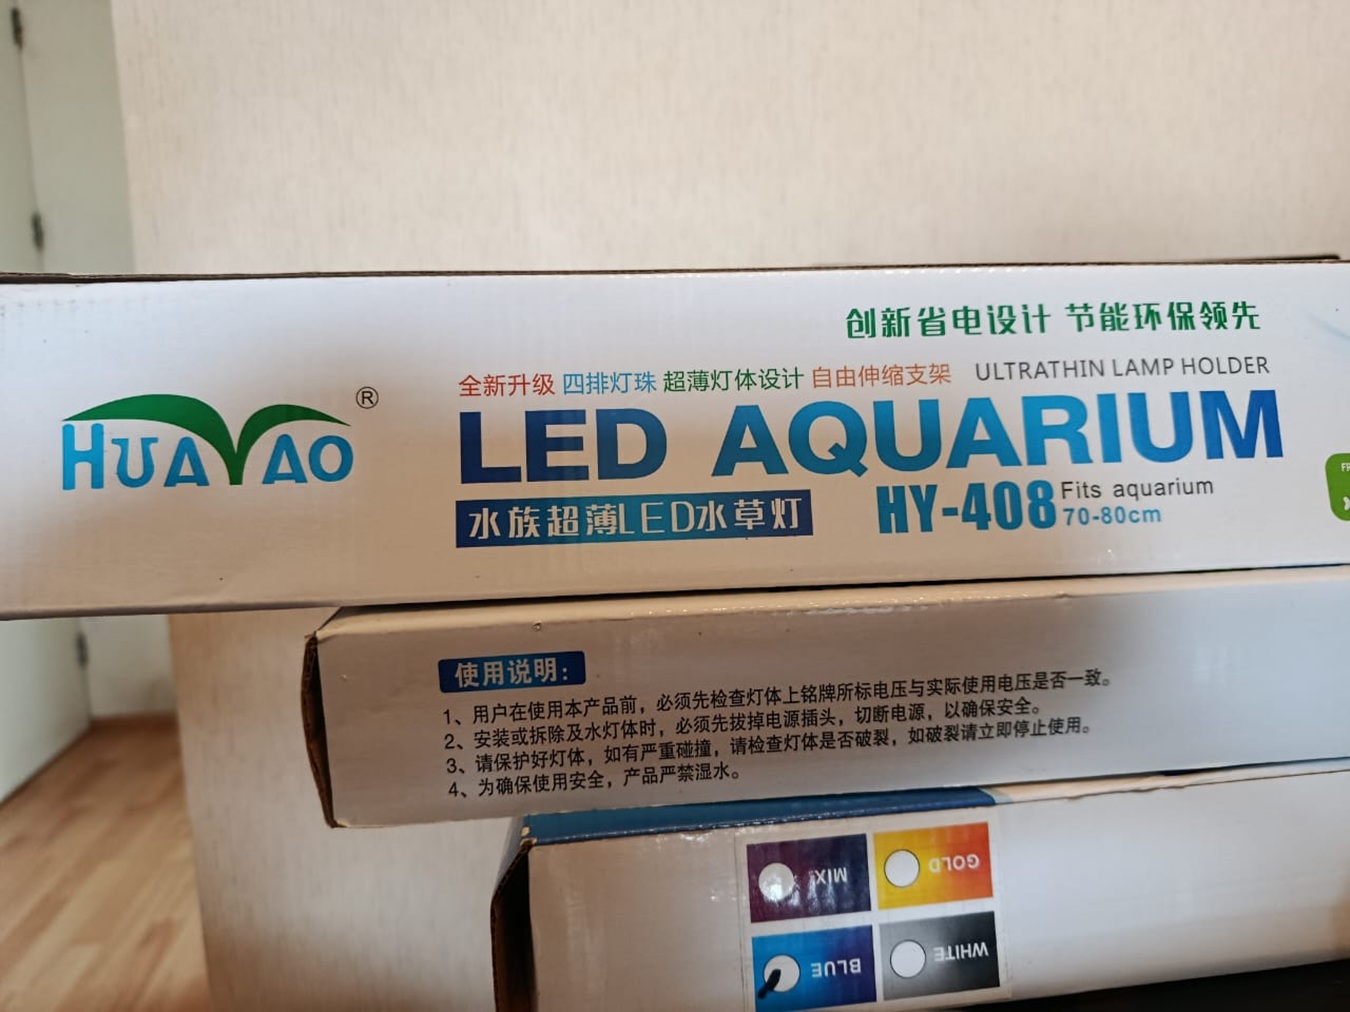 创新省电设计 节能环保领先
全新升级 四排灯珠 超薄灯体设计 自由伸缩支架 ULTRATHIN LAMP HOLDER
HUAYAO ®
LED AQUARIUM
水族超薄LED水草灯 HY-408 Fits aquarium
70-80cm
使用说明：
1、用户在使用本产品前，必须先检查灯体上铭牌所标电压与实际使用电压是否一致。
2、安装或拆除及水灯体时，必须先拔掉电源插头，切断电源，以确保安全。
3、请保护好灯体，如有严重碰撞，请检查灯体是否破裂，如破裂请立即停止使用。
4、为确保使用安全，产品严禁湿水。
MIX
GOLD
BLUE
WHITE